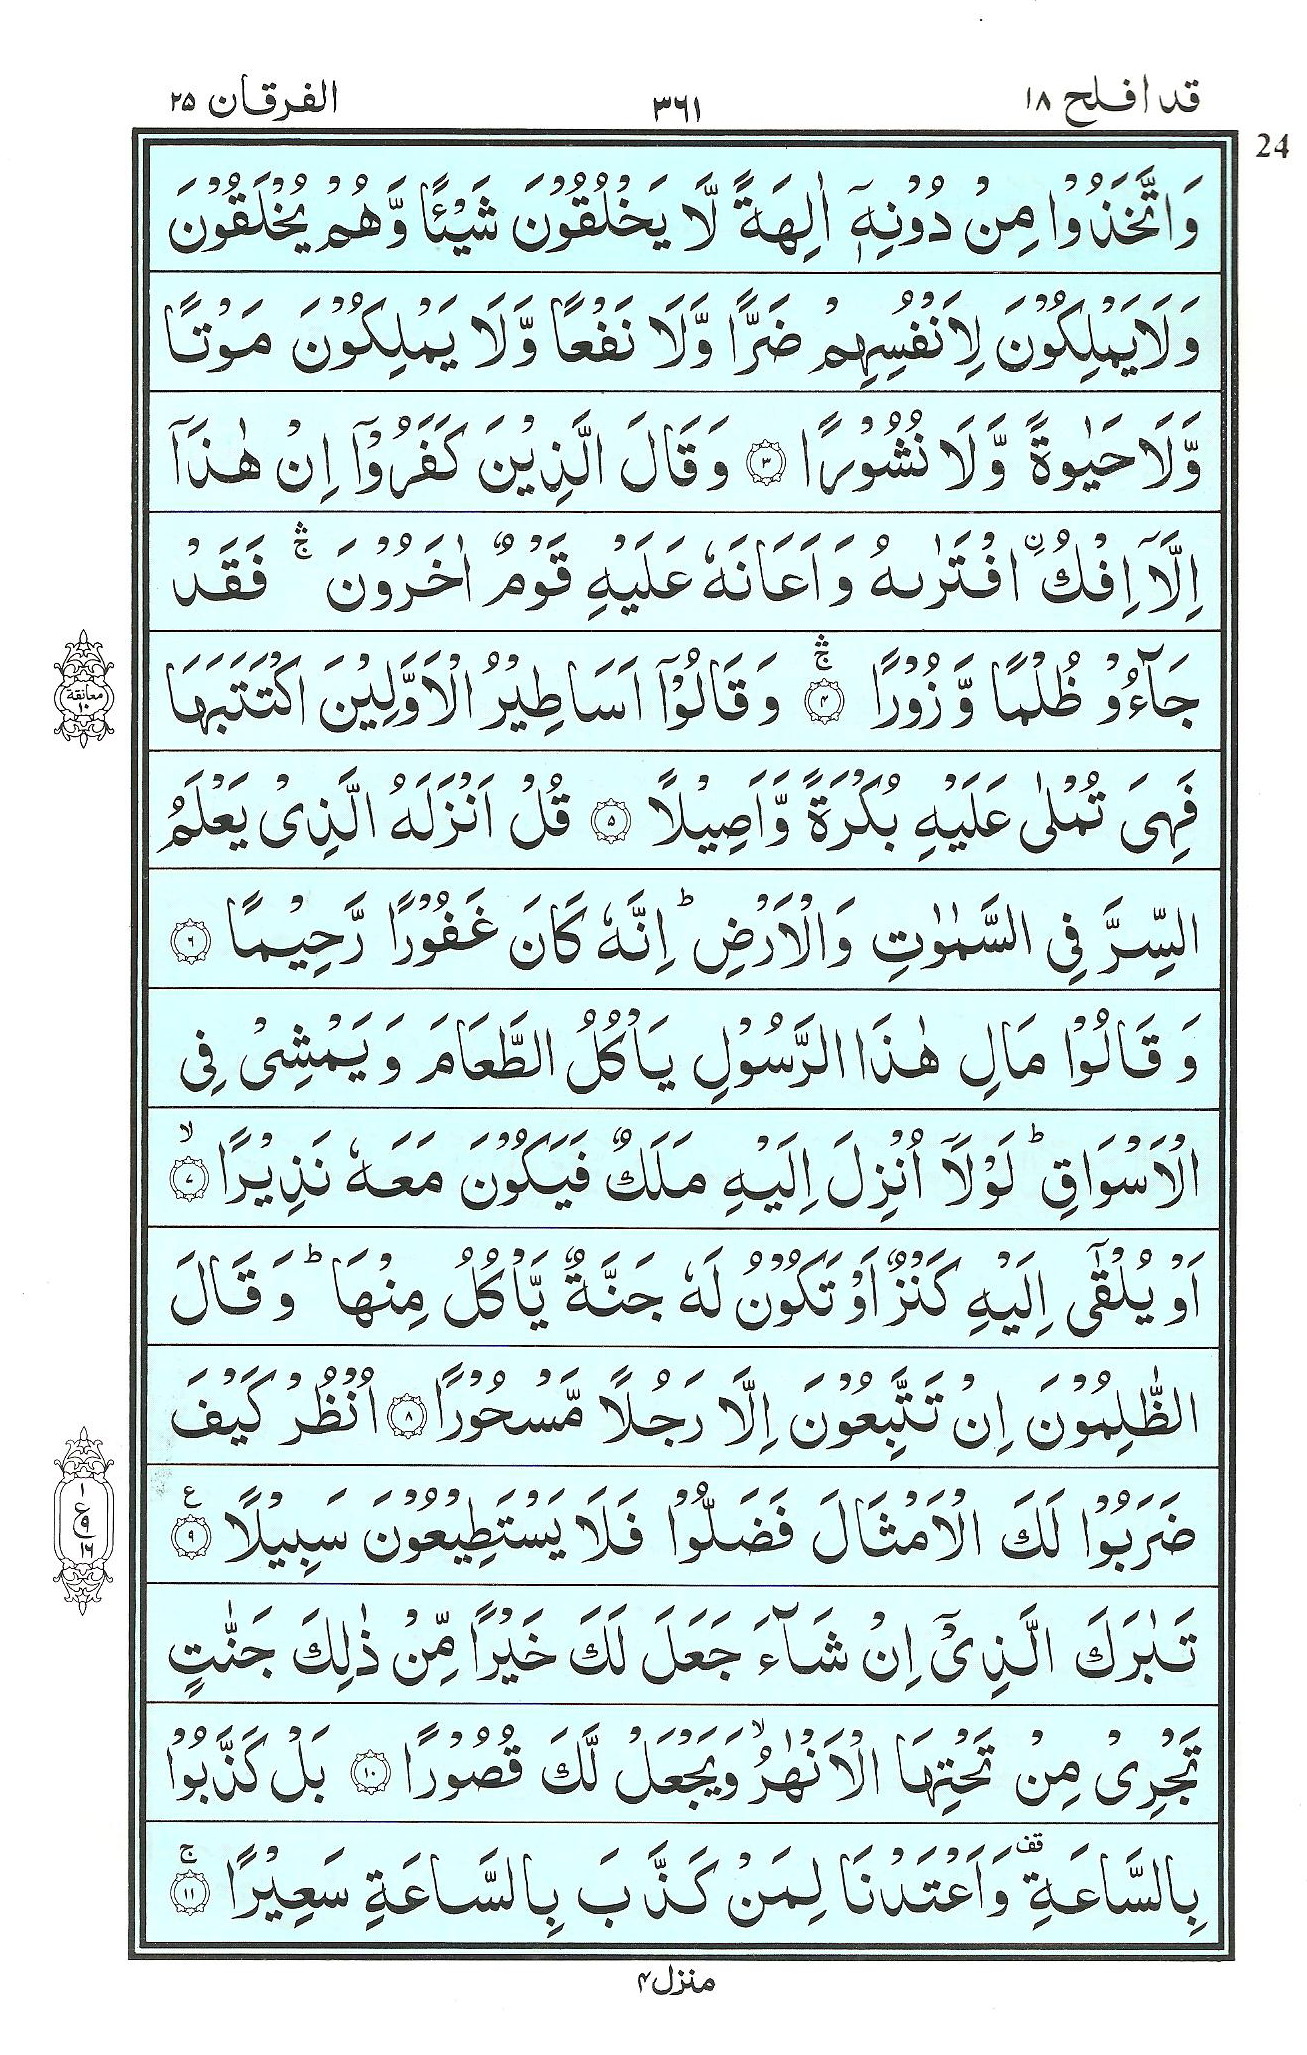 قد افلح ١٨
٣٦١
الفرقان ٢٥
24
وَاتَّخَذُوْا مِنْ دُوْنِهٖۤ اٰلِهَةً لَّا يَخْلُقُوْنَ شَيْـًٔا وَّهُمْ يُخْلَقُوْنَ
وَلَا يَمْلِكُوْنَ لِاَنْفُسِهِمْ ضَرًّا وَّلَا نَفْعًا وَّلَا يَمْلِكُوْنَ مَوْتًا
وَّلَا حَيٰوةً وَّلَا نُشُوْرًا ٣ وَقَالَ الَّذِيْنَ كَفَرُوْۤا اِنْ هٰذَاۤ
اِلَّاۤ اِفْكُ ِۨافْتَرٰىهُ وَاَعَانَهٗ عَلَيْهِ قَوْمٌ اٰخَرُوْنَ ۛۚ فَقَدْ
جَآءُوْ ظُلْمًا وَّزُوْرًا ۛۚ ٤ وَقَالُوْۤا اَسَاطِيْرُ الْاَوَّلِيْنَ اكْتَتَبَهَا
معانقة ١٠
فَهِىَ تُمْلٰى عَلَيْهِ بُكْرَةً وَّاَصِيْلًا ٥ قُلْ اَنْزَلَهُ الَّذِىْ يَعْلَمُ
السِّرَّ فِى السَّمٰوٰتِ وَالْاَرْضِؕ اِنَّهٗ كَانَ غَفُوْرًا رَّحِيْمًا ٦
وَقَالُوْا مَالِ هٰذَا الرَّسُوْلِ يَاْكُلُ الطَّعَامَ وَيَمْشِىْ فِى
الْاَسْوَاقِؕ لَوْلَاۤ اُنْزِلَ اِلَيْهِ مَلَكٌ فَيَكُوْنَ مَعَهٗ نَذِيْرًا ۙ ٧
اَوْ يُلْقٰۤى اِلَيْهِ كَنْزٌ اَوْ تَكُوْنُ لَهٗ جَنَّةٌ يَّاْكُلُ مِنْهَاؕ وَقَالَ
الظّٰلِمُوْنَ اِنْ تَتَّبِعُوْنَ اِلَّا رَجُلًا مَّسْحُوْرًا ٨ اُنْظُرْ كَيْفَ
ضَرَبُوْا لَكَ الْاَمْثَالَ فَضَلُّوْا فَلَا يَسْتَطِيْعُوْنَ سَبِيْلًا ع ٩
١ ع ٩ ١٦
تَبٰرَكَ الَّذِىْۤ اِنْ شَآءَ جَعَلَ لَكَ خَيْرًا مِّنْ ذٰلِكَ جَنّٰتٍ
تَجْرِىْ مِنْ تَحْتِهَا الْاَنْهٰرُ ۙ وَيَجْعَلْ لَّكَ قُصُوْرًا ١٠ بَلْ كَذَّبُوْا
بِالسَّاعَةِ قف وَاَعْتَدْنَا لِمَنْ كَذَّبَ بِالسَّاعَةِ سَعِيْرًا ۚ ١١
منزل ٤